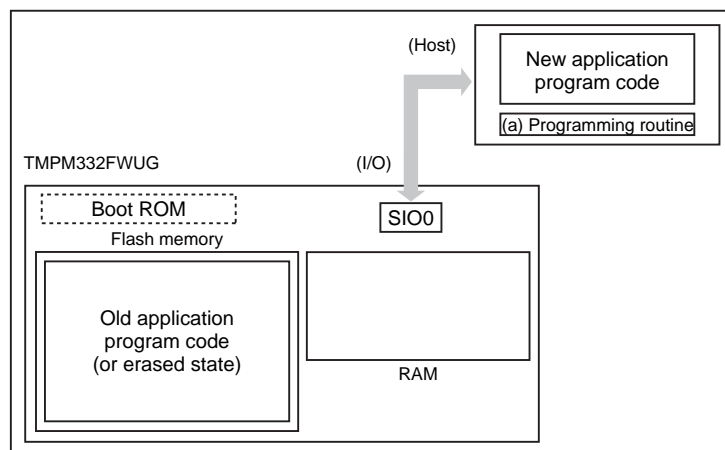 (Host)
New application
program code
(a) Programming routine
TMPM332FWUG
(I/O)
Boot ROM
SIO0
Flash memory
Old application
program code
(or erased state)
RAM